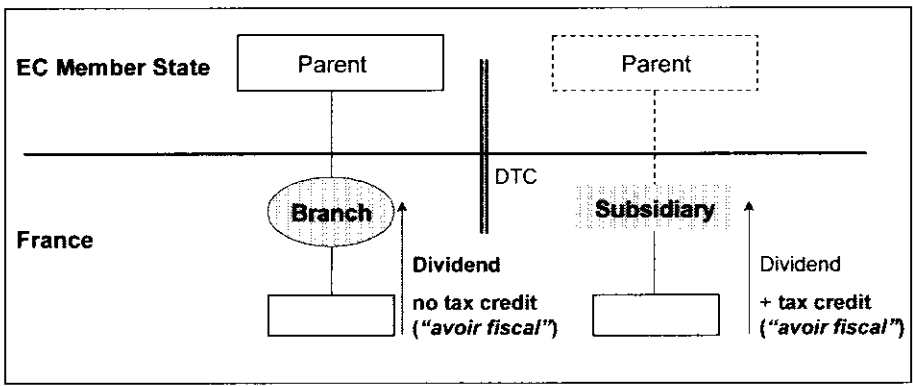 EC Member State
Parent
Parent
DTC
Branch
Subsidiary
France
Dividend
no tax credit
(“avoir fiscal”)
Dividend
+ tax credit
(“avoir fiscal”)